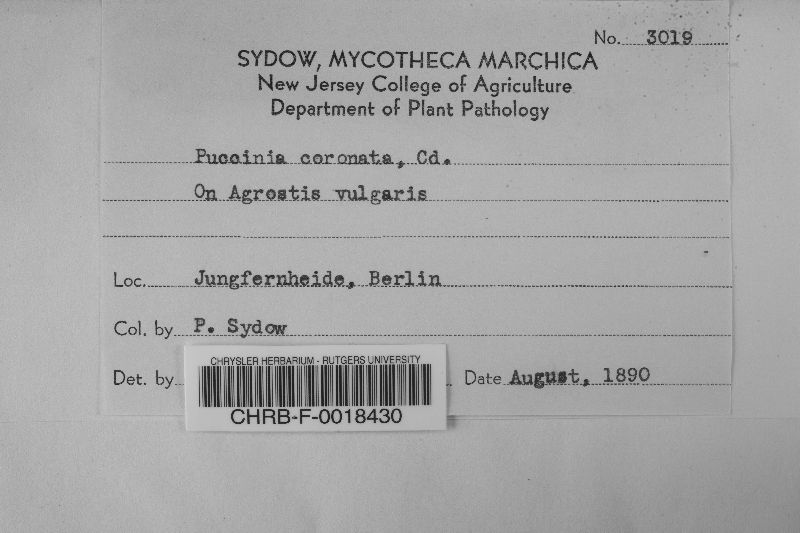 No. 3019
SYDOW, MYCOTHECA MARCHICA
New Jersey College of Agriculture
Department of Plant Pathology
Puccinia coronata, Cd.
On Agrostis vulgaris
Loc. Jungfernheide, Berlin
Col. by P. Sydow
Det. by
Date August, 1890
CHRYSLER HERBARIUM - RUTGERS UNIVERSITY
CHRB-F-0018430